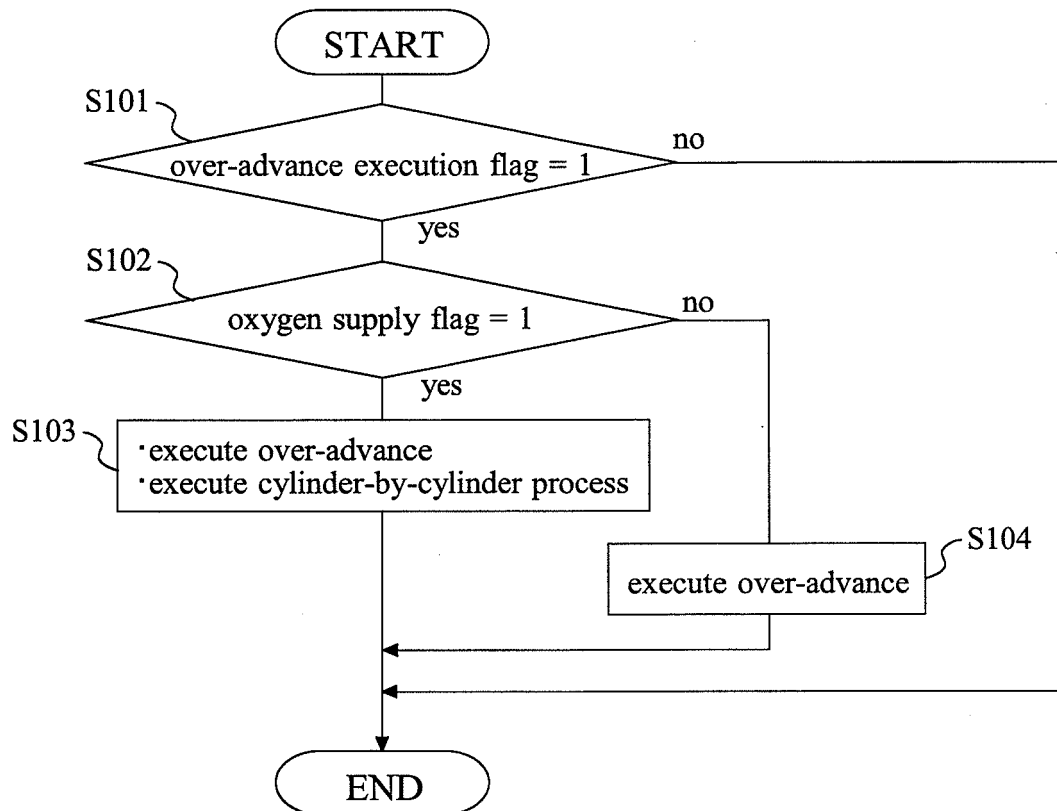 START
S101
over-advance execution flag = 1
no
yes
S102
oxygen supply flag = 1
no
yes
S103
·execute over-advance
·execute cylinder-by-cylinder process
S104
execute over-advance
END